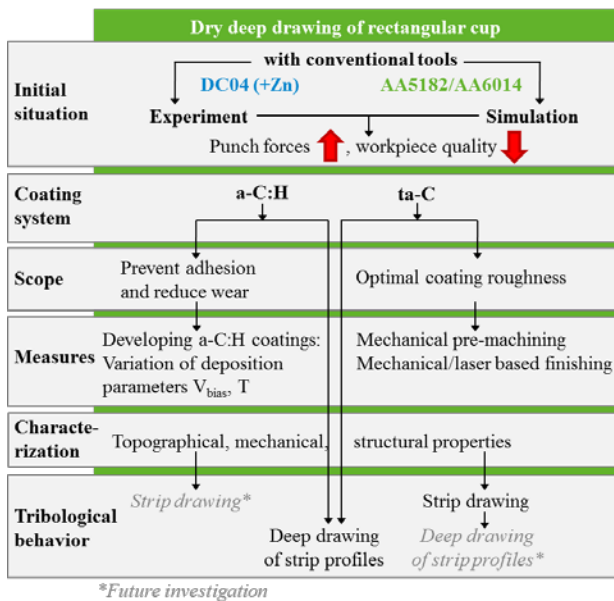 Dry deep drawing of rectangular cup
Initial
situation
with conventional tools
DC04 (+Zn) AA5182/AA6014
Experiment Simulation
Punch forces , workpiece quality
Coating
system
a-C:H ta-C
Scope
Prevent adhesion
and reduce wear
Optimal coating roughness
Measures
Developing a-C:H coatings:
Variation of deposition
parameters Vbias, T
Mechanical pre-machining
Mechanical/laser based finishing
Characte-
rization
Topographical, mechanical, structural properties
Tribological
behavior
Strip drawing*
Deep drawing
of strip profiles
Strip drawing
Deep drawing
of strip profiles*
*Future investigation